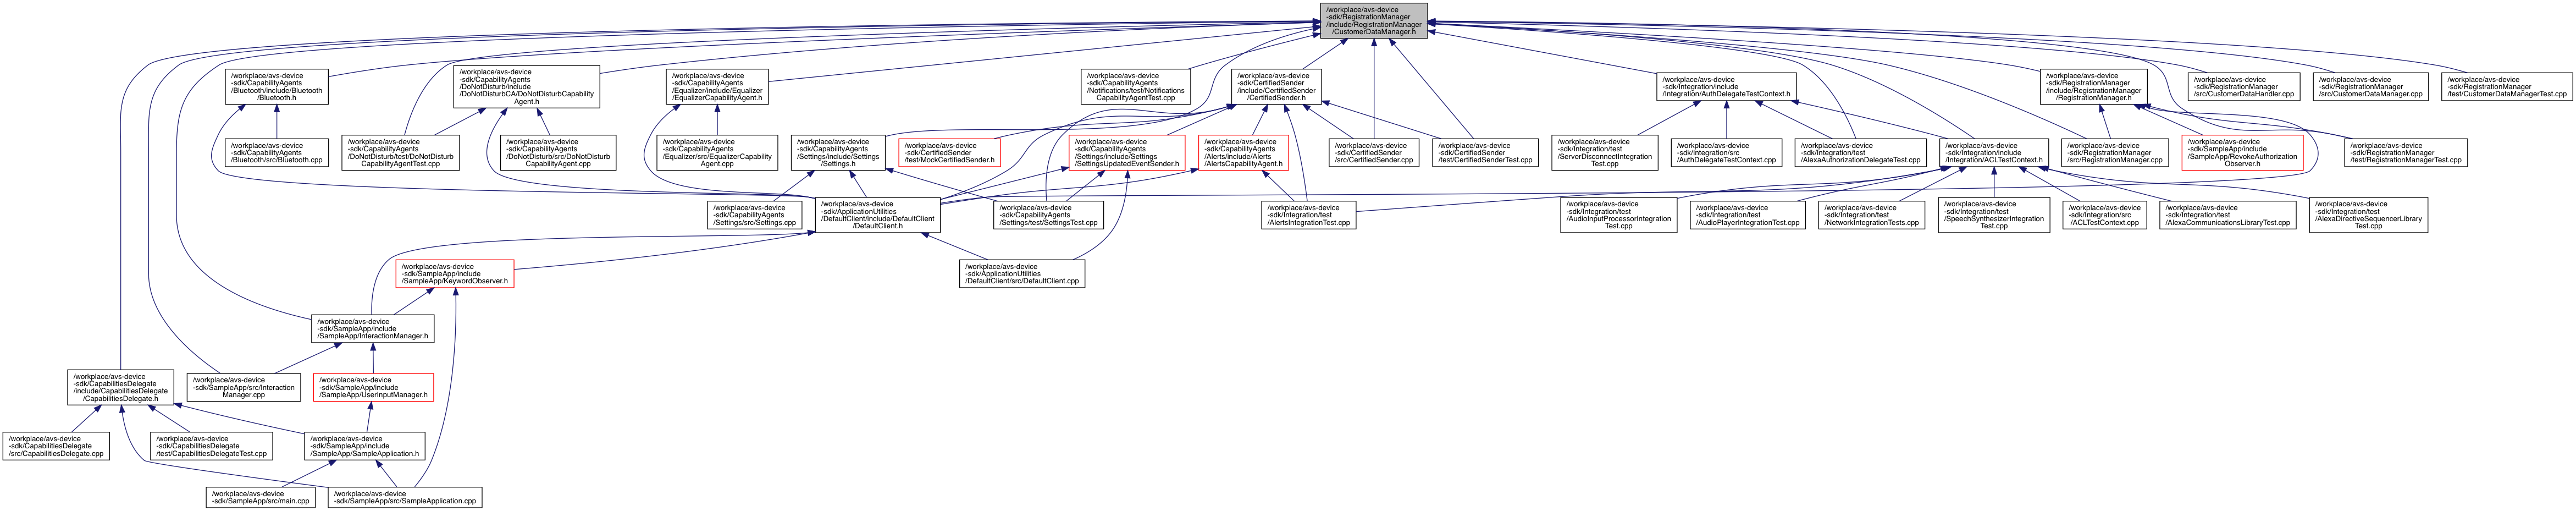 /workplace/avs-device
-sdk/RegistrationManager
/include/RegistrationManager
/CustomerDataManager.h
/workplace/avs-device
-sdk/CapabilityAgents
/Bluetooth/include/Bluetooth
/Bluetooth.h
/workplace/avs-device
-sdk/CapabilityAgents
/DoNotDisturb/include
/DoNotDisturbCA/DoNotDisturbCapability
Agent.h
/workplace/avs-device
-sdk/CapabilityAgents
/Equalizer/include/Equalizer
/EqualizerCapabilityAgent.h
/workplace/avs-device
-sdk/CapabilityAgents
/Notifications/test/Notifications
CapabilityAgentTest.cpp
/workplace/avs-device
-sdk/CertifiedSender
/include/CertifiedSender
/CertifiedSender.h
/workplace/avs-device
-sdk/Integration/include
/Integration/AuthDelegateTestContext.h
/workplace/avs-device
-sdk/RegistrationManager
/include/RegistrationManager
/RegistrationManager.h
/workplace/avs-device
-sdk/RegistrationManager
/src/CustomerDataHandler.cpp
/workplace/avs-device
-sdk/RegistrationManager
/src/CustomerDataManager.cpp
/workplace/avs-device
-sdk/RegistrationManager
/test/CustomerDataManagerTest.cpp
/workplace/avs-device
-sdk/CapabilityAgents
/Bluetooth/src/Bluetooth.cpp
/workplace/avs-device
-sdk/CapabilityAgents
/DoNotDisturb/test/DoNotDisturb
CapabilityAgentTest.cpp
/workplace/avs-device
-sdk/CapabilityAgents
/DoNotDisturb/src/DoNotDisturb
CapabilityAgent.cpp
/workplace/avs-device
-sdk/CapabilityAgents
/Equalizer/src/EqualizerCapability
Agent.cpp
/workplace/avs-device
-sdk/CapabilityAgents
/Settings/include/Settings
/Settings.h
/workplace/avs-device
-sdk/CertifiedSender
/test/MockCertifiedSender.h
/workplace/avs-device
-sdk/CapabilityAgents
/Settings/include/Settings
/SettingsUpdatedEventSender.h
/workplace/avs-device
-sdk/CapabilityAgents
/Alerts/include/Alerts
/AlertsCapabilityAgent.h
/workplace/avs-device
-sdk/CertifiedSender
/src/CertifiedSender.cpp
/workplace/avs-device
-sdk/CertifiedSender
/test/CertifiedSenderTest.cpp
/workplace/avs-device
-sdk/Integration/test
/ServerDisconnectIntegration
Test.cpp
/workplace/avs-device
-sdk/Integration/src
/AuthDelegateTestContext.cpp
/workplace/avs-device
-sdk/Integration/test
/AlexaAuthorizationDelegateTest.cpp
/workplace/avs-device
-sdk/Integration/include
/Integration/ACLTestContext.h
/workplace/avs-device
-sdk/RegistrationManager
/src/RegistrationManager.cpp
/workplace/avs-device
-sdk/SampleApp/include
/SampleApp/RevokeAuthorization
Observer.h
/workplace/avs-device
-sdk/RegistrationManager
/test/RegistrationManagerTest.cpp
/workplace/avs-device
-sdk/CapabilityAgents
/Settings/src/Settings.cpp
/workplace/avs-device
-sdk/ApplicationUtilities
/DefaultClient/include/DefaultClient
/DefaultClient.h
/workplace/avs-device
-sdk/CapabilityAgents
/Settings/test/SettingsTest.cpp
/workplace/avs-device
-sdk/Integration/test
/AlertsIntegrationTest.cpp
/workplace/avs-device
-sdk/Integration/test
/AudioInputProcessorIntegration
Test.cpp
/workplace/avs-device
-sdk/Integration/test
/AudioPlayerIntegrationTest.cpp
/workplace/avs-device
-sdk/Integration/test
/NetworkIntegrationTests.cpp
/workplace/avs-device
-sdk/Integration/test
/SpeechSynthesizerIntegration
Test.cpp
/workplace/avs-device
-sdk/Integration/src
/ACLTestContext.cpp
/workplace/avs-device
-sdk/Integration/test
/AlexaCommunicationsLibraryTest.cpp
/workplace/avs-device
-sdk/Integration/test
/AlexaDirectiveSequencerLibrary
Test.cpp
/workplace/avs-device
-sdk/SampleApp/include
/SampleApp/KeywordObserver.h
/workplace/avs-device
-sdk/ApplicationUtilities
/DefaultClient/src/DefaultClient.cpp
/workplace/avs-device
-sdk/SampleApp/include
/SampleApp/InteractionManager.h
/workplace/avs-device
-sdk/CapabilitiesDelegate
/include/CapabilitiesDelegate
/CapabilitiesDelegate.h
/workplace/avs-device
-sdk/SampleApp/src/Interaction
Manager.cpp
/workplace/avs-device
-sdk/SampleApp/include
/SampleApp/UserInputManager.h
/workplace/avs-device
-sdk/CapabilitiesDelegate
/src/CapabilitiesDelegate.cpp
/workplace/avs-device
-sdk/CapabilitiesDelegate
/test/CapabilitiesDelegateTest.cpp
/workplace/avs-device
-sdk/SampleApp/include
/SampleApp/SampleApplication.h
/workplace/avs-device
-sdk/SampleApp/src/main.cpp
/workplace/avs-device
-sdk/SampleApp/src/SampleApplication.cpp